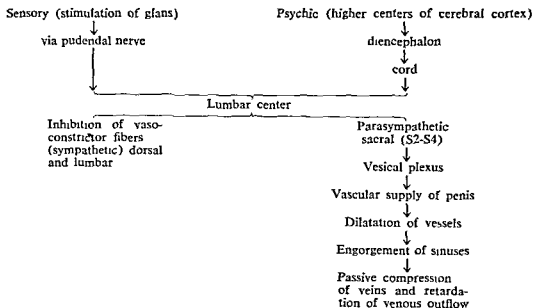 Sensory (stimulation of glans)
via pudendal nerve
Psychic (higher centers of cerebral cortex)
diencephalon
cord
Lumbar center
Inhibition of vaso-
constrictor fibers
(sympathetic) dorsal
and lumbar
Parasympathetic
sacral (S2-S4)
Vesical plexus
Vascular supply of penis
Dilatation of vessels
Engorgement of sinuses
Passive compression
of veins and retarda-
tion of venous outflow